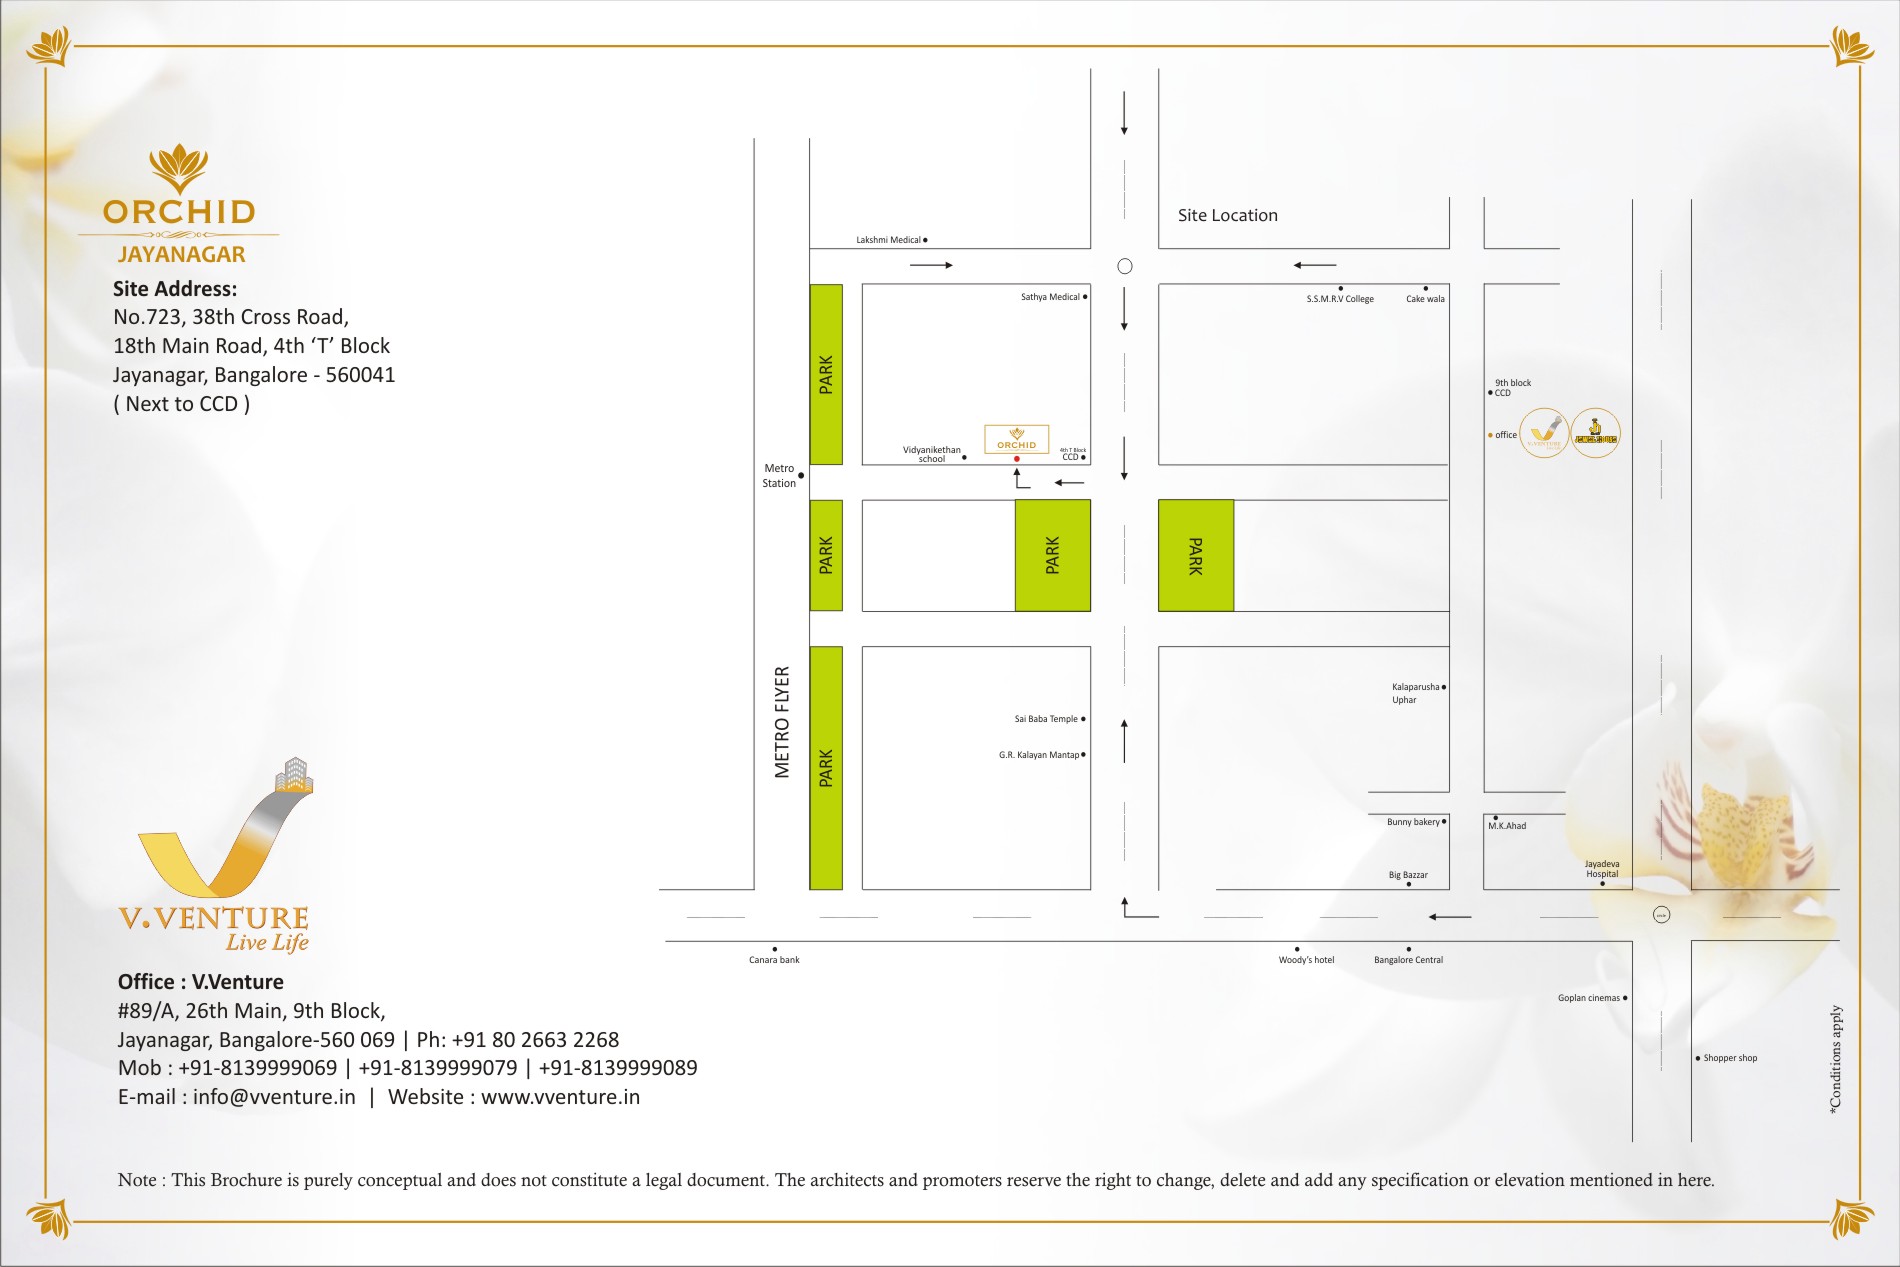 ORCHID
JAYANAGAR
Site Address:
No.723, 38th Cross Road,
18th Main Road, 4th ‘T’ Block
Jayanagar, Bangalore - 560041
( Next to CCD )
V.VENTURE
Live Life
Office : V.Venture
#89/A, 26th Main, 9th Block,
Jayanagar, Bangalore-560 069 | Ph: +91 80 2663 2268
Mob : +91-8139999069 | +91-8139999079 | +91-8139999089
E-mail : info@vventure.in | Website : www.vventure.in
Site Location
Lakshmi Medical
Sathya Medical
S.S.M.R.V College
Cake wala
PARK
9th block
CCD
office
V.VENTURE
ORCHID
Vidyanikethan
school
4th T Block
CCD
Metro
Station
PARK
PARK
PARK
METRO FLYER
PARK
Kalaparusha
Uphar
Sai Baba Temple
G.R. Kalayan Mantap
Bunny bakery
M.K.Ahad
Big Bazzar
Jayadeva
Hospital
circle
Canara bank
Woody's hotel
Bangalore Central
Goplan cinemas
Shopper shop
*Conditions apply
Note : This Brochure is purely conceptual and does not constitute a legal document. The architects and promoters reserve the right to change, delete and add any specification or elevation mentioned in here.